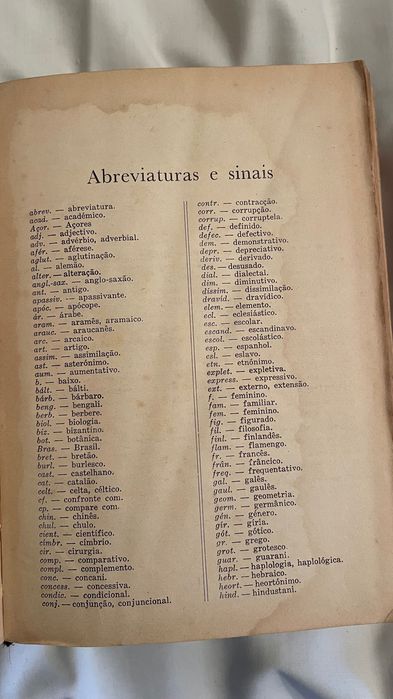 Abreviaturas e sinais
abrev. — abreviatura.
acad. — académico.
Açor. — Açores
adj. — adjectivo.
adv. — advérbio, adverbial.
afér. — aférese.
aglut. — aglutinação.
al. — alemão.
alter. — alteração.
angl.-sax. — anglo-saxão.
ant. — antigo.
apassiv. — apassivante.
apóc. — apócope.
ár. — árabe.
aram. — aramês, aramaico.
arauc. — araucanês.
arc. — arcaico.
art. — artigo.
assim. — assimilação.
ast. — asterónimo.
aum. — aumentativo.
b. — baixo.
bált. — bálti.
bárb. — bárbaro.
beng. — bengali.
berb. — berbere.
biol. — biologia.
biz. — bizantino.
bot. — botânica.
Bras. — Brasil.
bret. — bretão.
burl. — burlesco.
cast. — castelhano.
cat. — catalão.
celt. — celta, céltico.
cf. — confronte com.
cp. — compare com.
chin. — chinês.
chul. — chulo.
cient. — científico.
cimbr. — címbrio.
cir. — cirurgia.
comp. — comparativo.
compl. — complemento.
conc. — concani.
concess. — concessiva.
condic. — condicional.
conj. — conjunção, conjuncional.
contr. — contracção.
corr. — corrupção.
corrup. — corruptela.
def. — definido.
defec. — defectivo.
dem. — demonstrativo.
depr. — depreciativo.
deriv. — derivado.
des. — desusado.
dial. — dialectal.
dim. — diminutivo.
dissim. — dissimilação.
dravid. — dravídico.
elem. — elemento.
ecl. — eclesiástico.
esc. — escolar.
escand. — escandinavo.
escol. — escolástico.
esp. — espanhol.
esl. — eslavo.
etn. — etnónimo.
explet. — expletiva.
express. — expressivo.
ext. — externo, extensão.
f. — feminino.
fam. — familiar.
fem. — feminino.
fig. — figurado.
fil. — filosofia.
finl. — finlandês.
flam. — flamengo.
fr. — francês.
frân. — frâncico.
freq. — frequentativo.
gal. — galês.
gaul. — gaulês.
geom. — geometria.
germ. — germânico.
gén. — género.
gir. — gíria.
gót. — gótico.
gr. — grego.
grot. — grotesco
guar. — guarani.
hapl. — haplologia, haplológica.
hebr. — hebraico.
heort. — heortónimo.
hind. — hindustani.